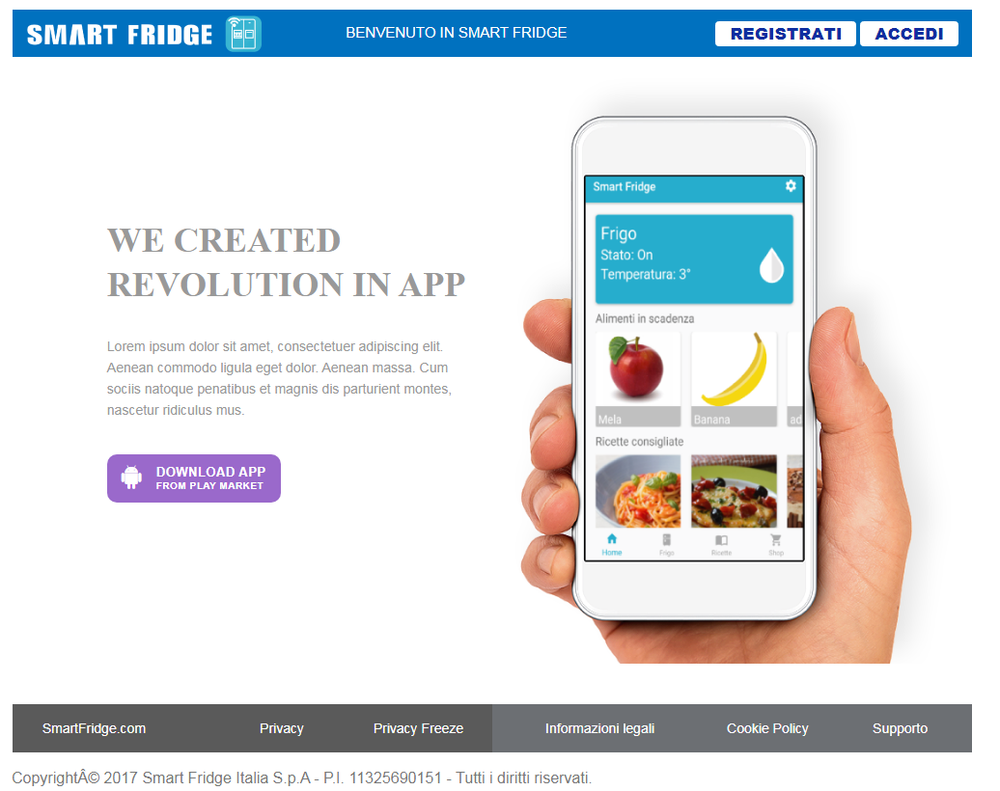 SMART FRIDGE
BENVENUTO IN SMART FRIDGE
REGISTRATI
ACCEDI
WE CREATED
REVOLUTION IN APP
Lorem ipsum dolor sit amet, consectetuer adipiscing elit.
Aenean commodo ligula eget dolor. Aenean massa. Cum
sociis natoque penatibus et magnis dis parturient montes,
nascetur ridiculus mus.
DOWNLOAD APP
FROM PLAY MARKET
Smart Fridge
Frigo
Stato: On
Temperatura: 3°
Alimenti in scadenza
Mela
Banana
ad
Ricette consigliate
Home
Frigo
Ricette
Shop
SmartFridge.com
Privacy
Privacy Freeze
Informazioni legali
Cookie Policy
Supporto
CopyrightÂ© 2017 Smart Fridge Italia S.p.A - P.I. 11325690151 - Tutti i diritti riservati.